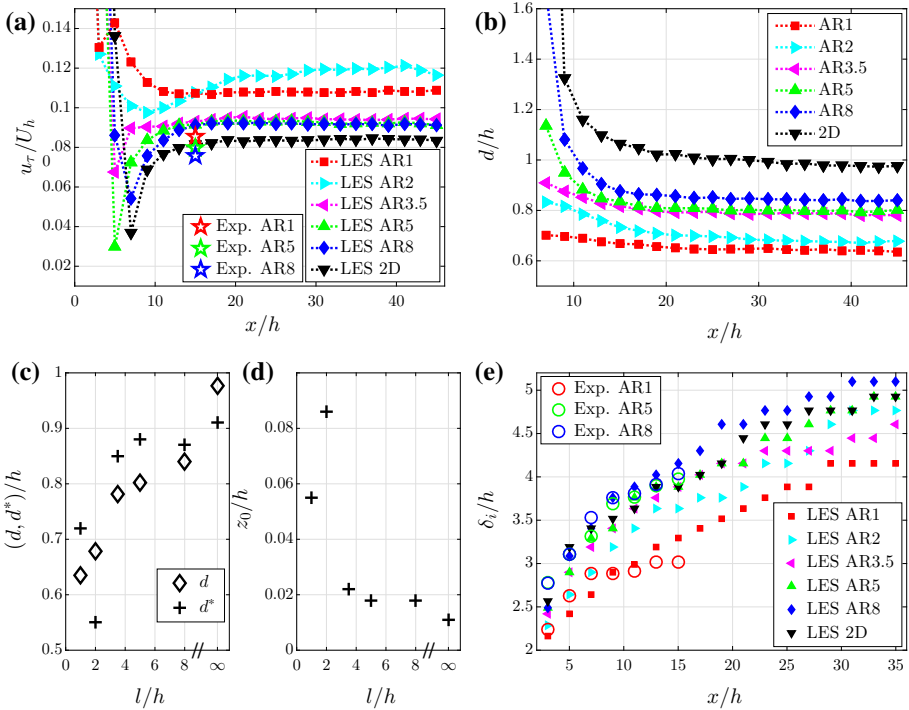 (a)
0.14
0.12
0.1
0.08
0.06
0.04
0.02
0
u_τ/U_h
0
10
20
30
40
x/h
Exp. AR1
Exp. AR5
Exp. AR8
LES AR1
LES AR2
LES AR3.5
LES AR5
LES AR8
LES 2D
(b)
1.6
1.4
1.2
1
0.8
0.6
d/h
10
20
30
40
x/h
AR1
AR2
AR3.5
AR5
AR8
2D
(c)
1
0.9
0.8
0.7
0.6
0.5
(d, d*)/h
0
2
4
8
//
∞
l/h
d
d*
(d)
0.08
0.06
0.04
0.02
0
z_0/h
0
2
4
8
//
∞
l/h
(e)
5
4.5
4
3.5
3
2.5
2
δ_i/h
5
10
15
20
25
30
35
x/h
Exp. AR1
Exp. AR5
Exp. AR8
LES AR1
LES AR2
LES AR3.5
LES AR5
LES AR8
LES 2D